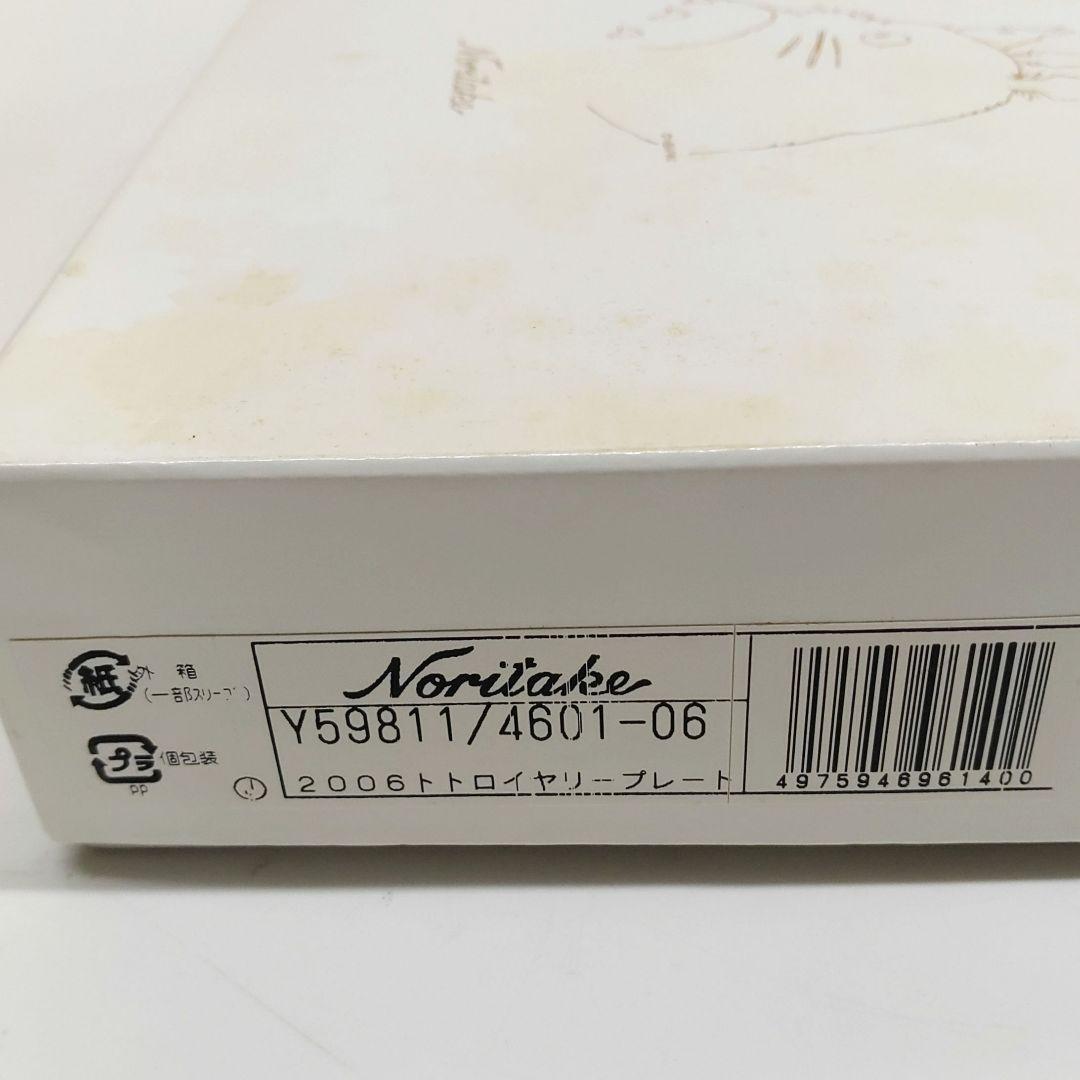 Noritake
紙
外 箱
(一部スリーブ)
プラ
個包装
PP
Noritake
Y59811/4601-06
2006トトロイヤリープレート
4975946961400